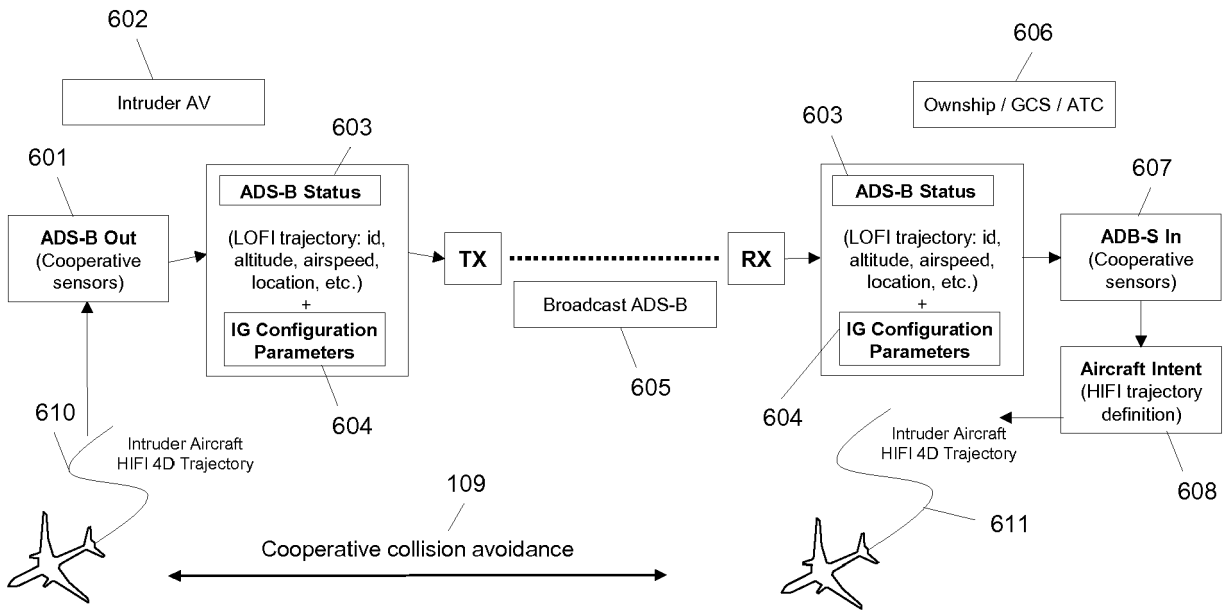 602
Intruder AV
603
601
ADS-B Out
(Cooperative
sensors)
ADS-B Status
(LOFI trajectory: id,
altitude, airspeed,
location, etc.)
+
IG Configuration
Parameters
604
TX
Broadcast ADS-B
605
RX
606
Ownship / GCS / ATC
603
ADS-B Status
(LOFI trajectory: id,
altitude, airspeed,
location, etc.)
+
IG Configuration
Parameters
604
607
ADB-S In
(Cooperative
sensors)
Aircraft Intent
(HIFI trajectory
definition)
608
610
Intruder Aircraft
HIFI 4D Trajectory
109
Cooperative collision avoidance
Intruder Aircraft
HIFI 4D Trajectory
611